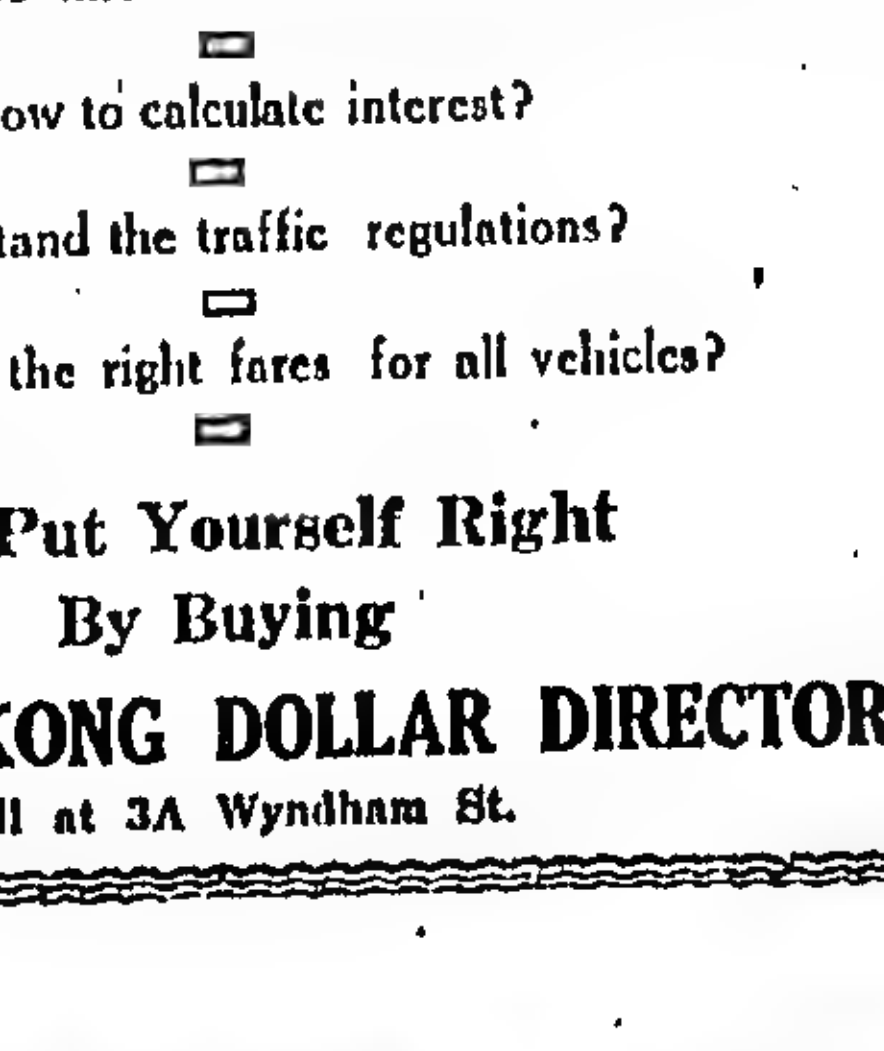 ow to calculate interest?
tand the traffic regulations?
the right fares for all vehicles?
Put Yourself Right
By Buying
KONG DOLLAR DIRECTOR
ll at 3A Wyndham St.